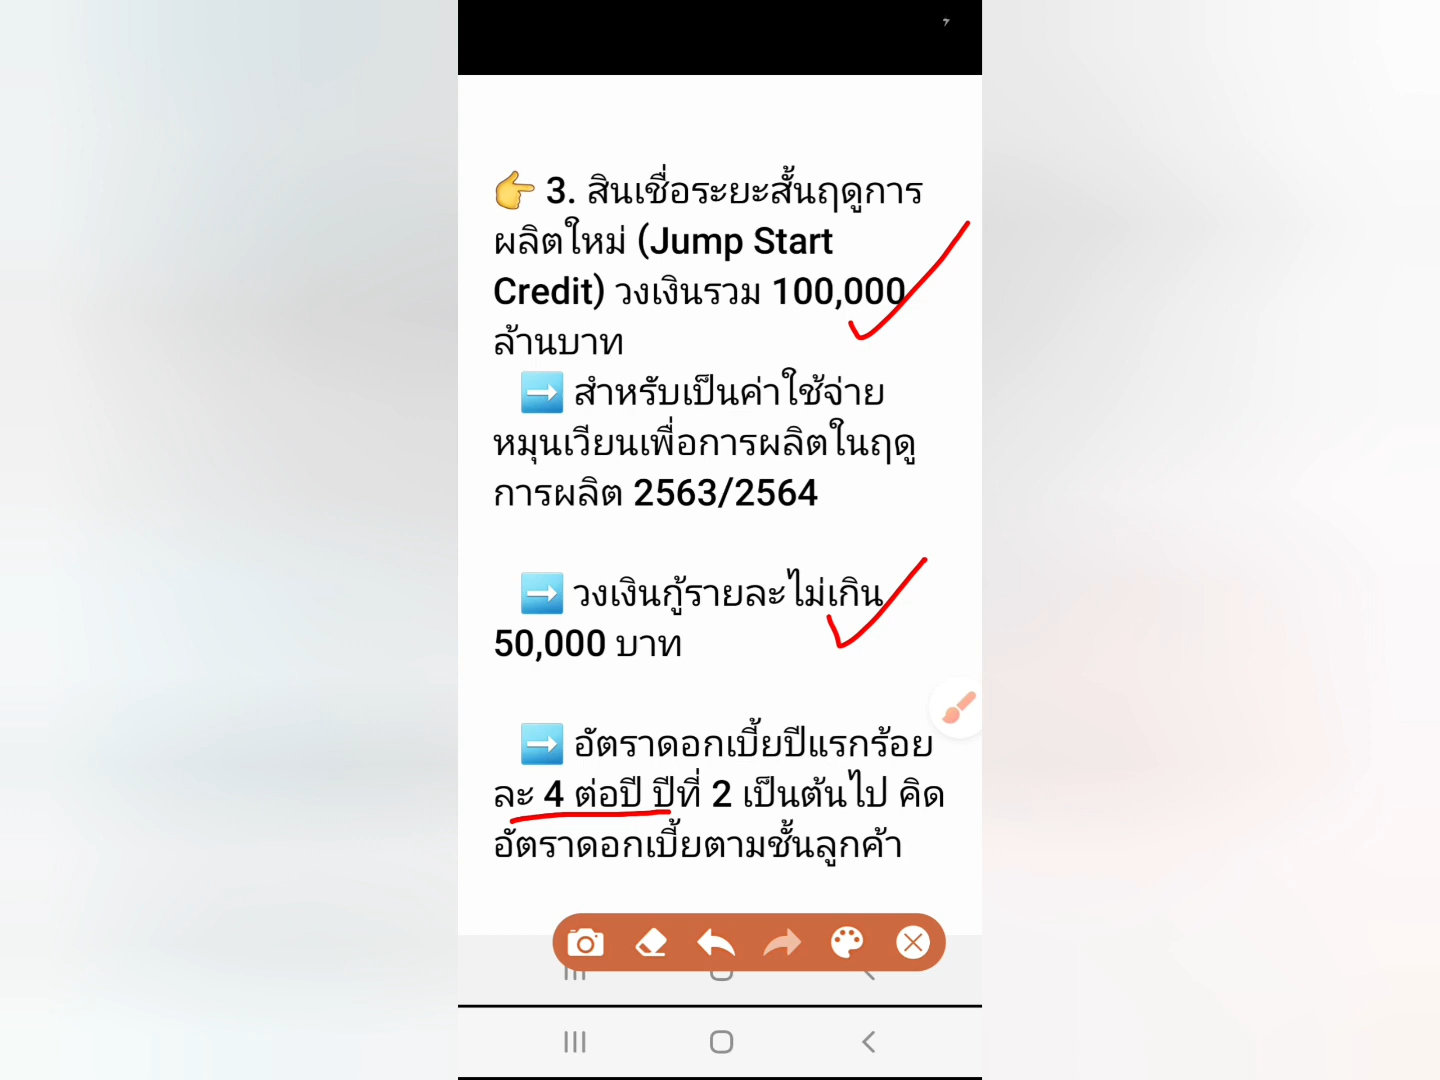 👉 3. สินเชื่อระยะสั้นฤดูการ
ผลิตใหม่ (Jump Start
Credit) วงเงินรวม 100,000
ล้านบาท
➡️ สำหรับเป็นค่าใช้จ่าย
หมุนเวียนเพื่อการผลิตในฤดู
การผลิต 2563/2564
➡️ วงเงินกู้รายละไม่เกิน
50,000 บาท
➡️ อัตราดอกเบี้ยปีแรกร้อย
ละ 4 ต่อปี ปีที่ 2 เป็นต้นไป คิด
อัตราดอกเบี้ยตามชั้นลูกค้า